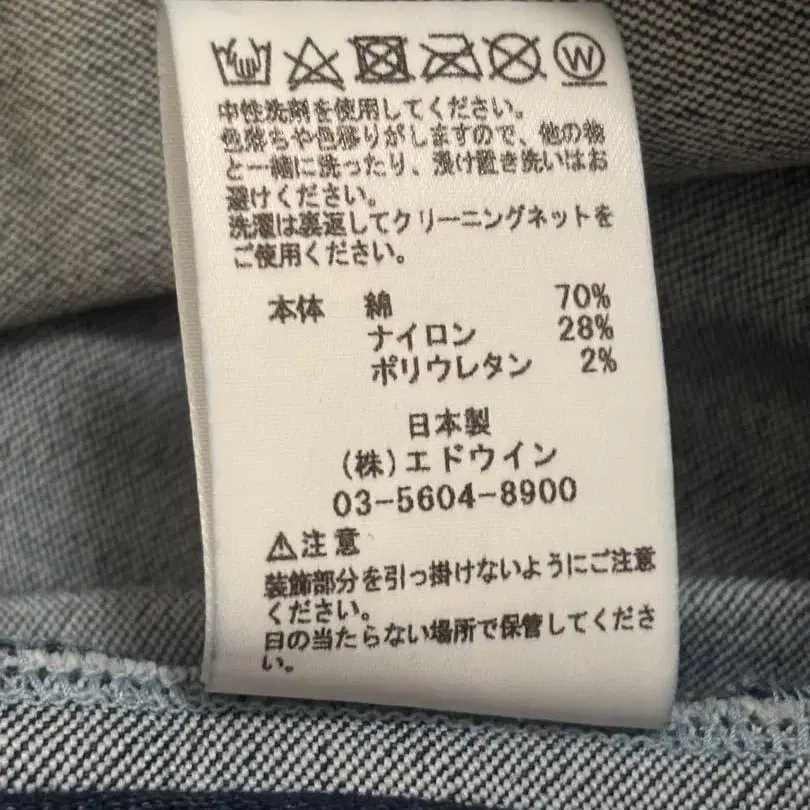 W
中性洗剤を使用してください。
色落ちや色移りがしますので、他の物
と一緒に洗ったり、浸け置き洗いはお
避けください。
洗濯は裏返してクリーニングネットを
ご使用ください。
本体 綿 70%
ナイロン 28%
ポリウレタン 2%
日本製
(株)エドウイン
03-5604-8900
⚠注意
装飾部分を引っ掛けないようにご注意
ください。
日の当たらない場所で保管してくださ
い。